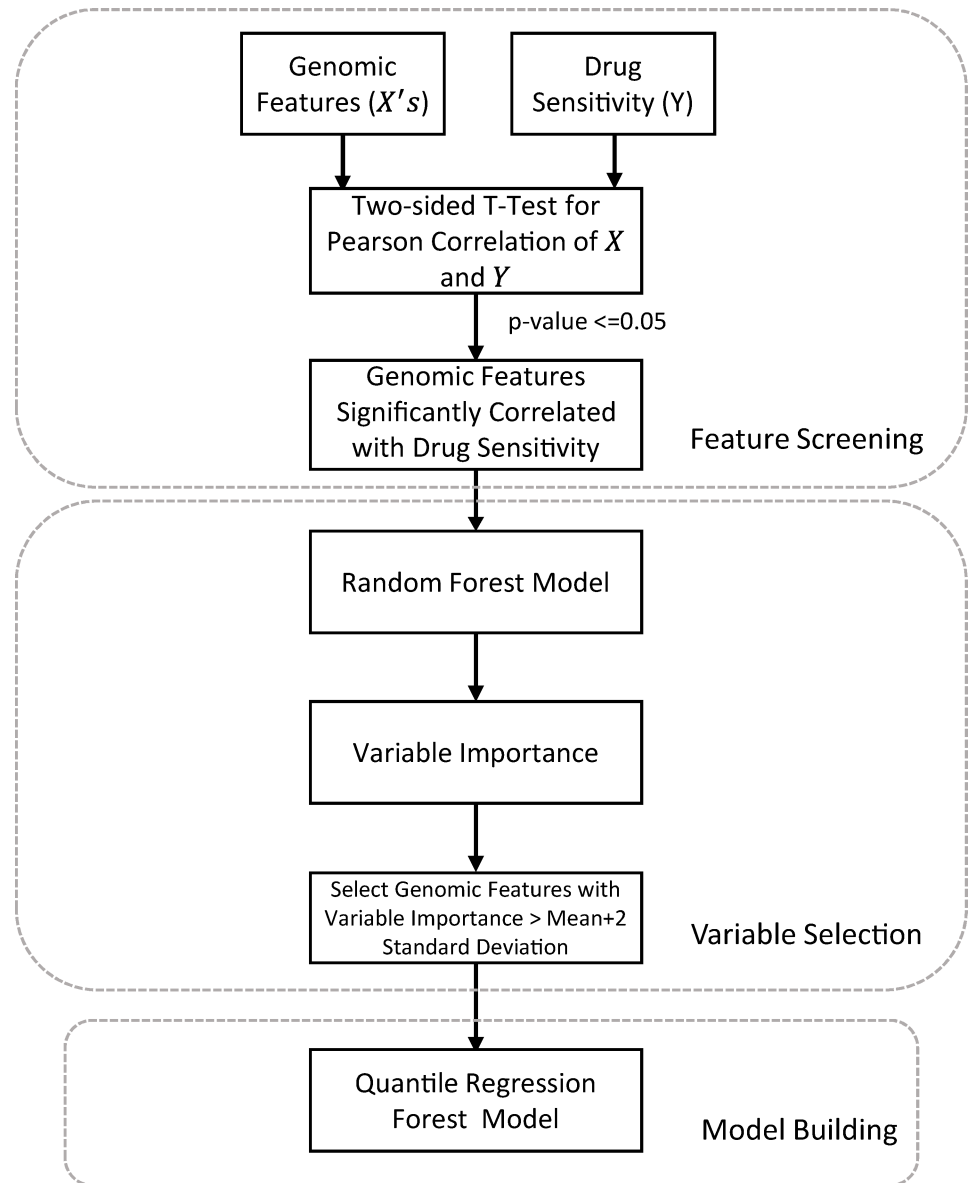 Genomic
Features (X's)
Drug
Sensitivity (Y)
Two-sided T-Test for
Pearson Correlation of X
and Y
p-value <=0.05
Genomic Features
Significantly Correlated
with Drug Sensitivity
Feature Screening
Random Forest Model
Variable Importance
Select Genomic Features with
Variable Importance > Mean+2
Standard Deviation
Variable Selection
Quantile Regression
Forest Model
Model Building